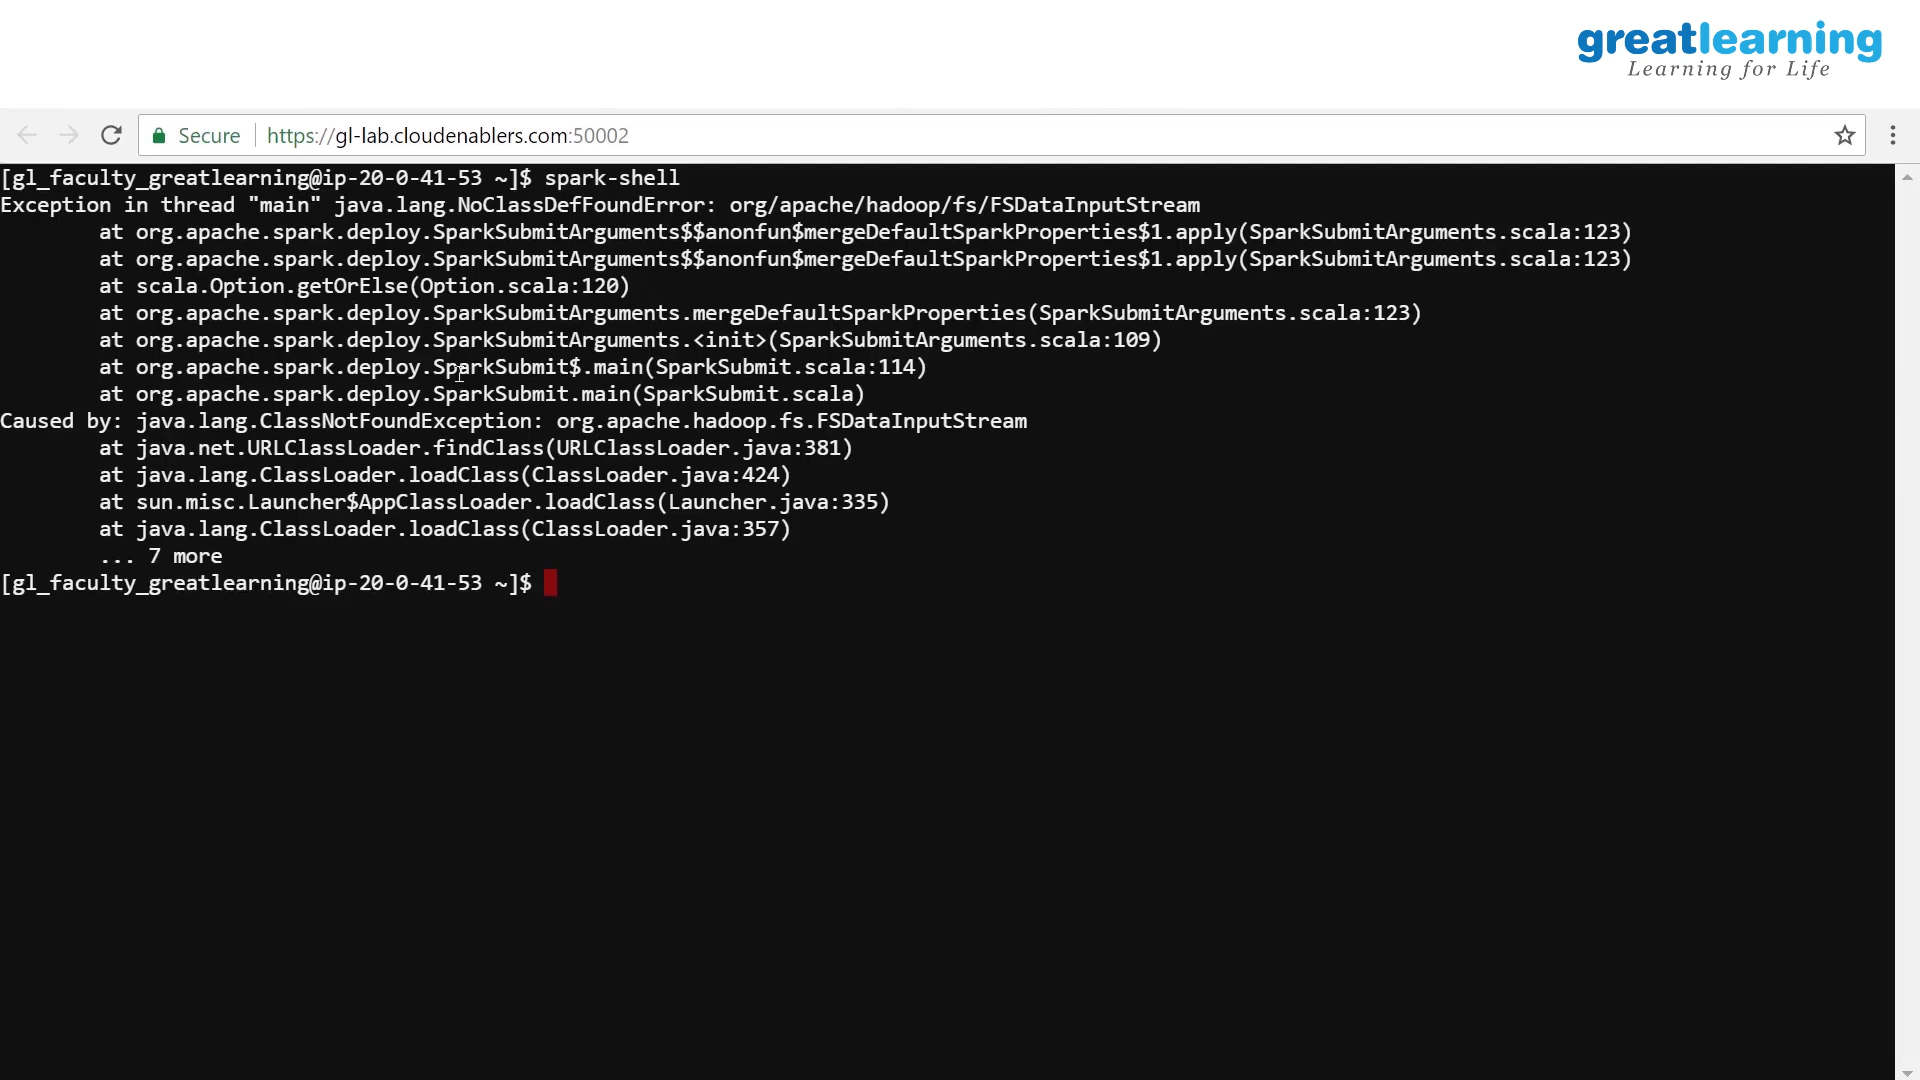 greatlearning
Learning for Life
Secure https://gl-lab.cloudenablers.com:50002
[gl_faculty_greatlearning@ip-20-0-41-53 ~]$ spark-shell
Exception in thread "main" java.lang.NoClassDefFoundError: org/apache/hadoop/fs/FSDataInputStream
        at org.apache.spark.deploy.SparkSubmitArguments$$anonfun$mergeDefaultSparkProperties$1.apply(SparkSubmitArguments.scala:123)
        at org.apache.spark.deploy.SparkSubmitArguments$$anonfun$mergeDefaultSparkProperties$1.apply(SparkSubmitArguments.scala:123)
        at scala.Option.getOrElse(Option.scala:120)
        at org.apache.spark.deploy.SparkSubmitArguments.mergeDefaultSparkProperties(SparkSubmitArguments.scala:123)
        at org.apache.spark.deploy.SparkSubmitArguments.<init>(SparkSubmitArguments.scala:109)
        at org.apache.spark.deploy.SparkSubmit$.main(SparkSubmit.scala:114)
        at org.apache.spark.deploy.SparkSubmit.main(SparkSubmit.scala)
Caused by: java.lang.ClassNotFoundException: org.apache.hadoop.fs.FSDataInputStream
        at java.net.URLClassLoader.findClass(URLClassLoader.java:381)
        at java.lang.ClassLoader.loadClass(ClassLoader.java:424)
        at sun.misc.Launcher$AppClassLoader.loadClass(Launcher.java:335)
        at java.lang.ClassLoader.loadClass(ClassLoader.java:357)
        ... 7 more
[gl_faculty_greatlearning@ip-20-0-41-53 ~]$